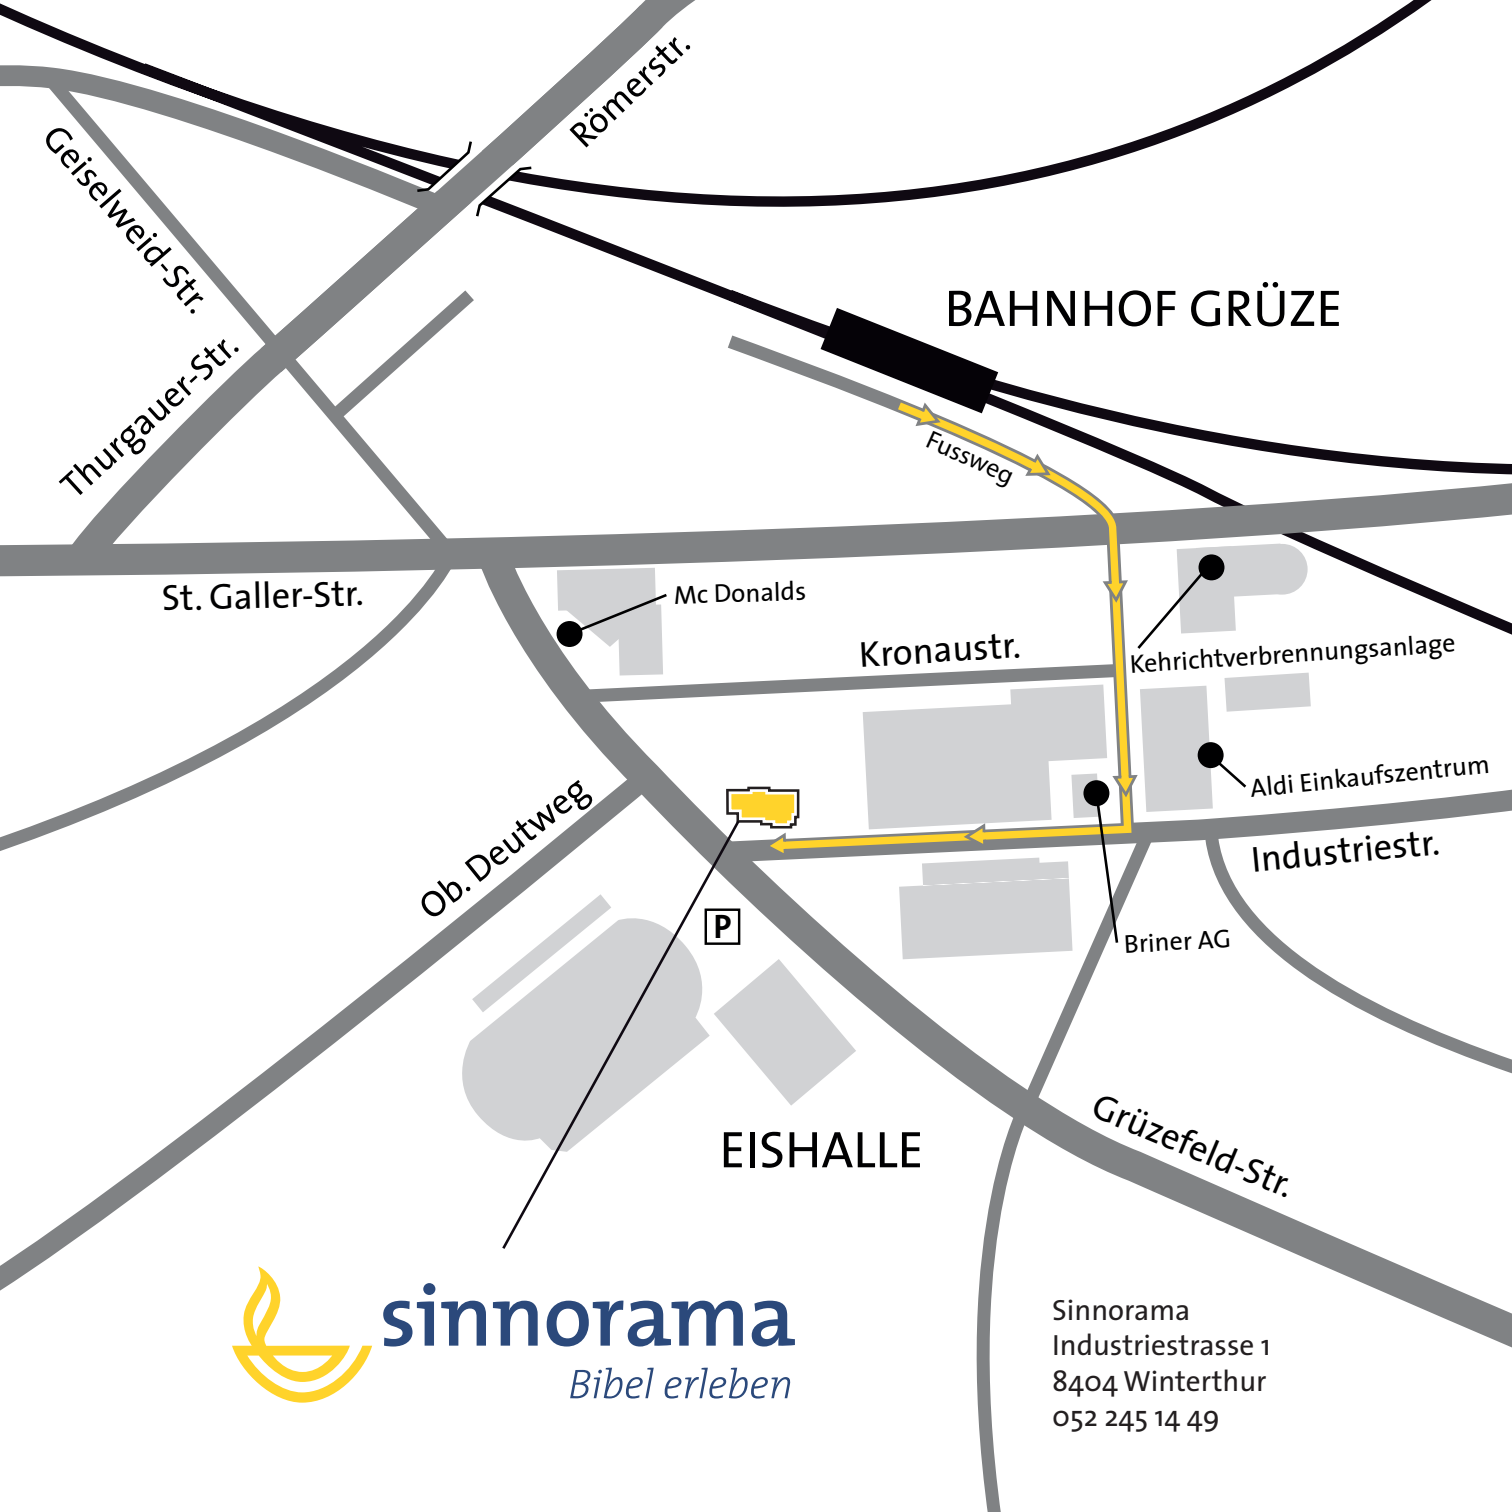 Römerstr.
Geiselweid-Str.
BAHNHOF GRÜZE
Thurgauer-Str.
Fussweg
St. Galler-Str.
Mc Donalds
Kronaustr.
Kehrichtverbrennungsanlage
Aldi Einkaufszentrum
Ob. Deutweg
Industriestr.
P
Briner AG
Grüzefeld-Str.
EISHALLE
sinnorama
Bibel erleben
Sinnorama
Industriestrasse 1
8404 Winterthur
052 245 14 49